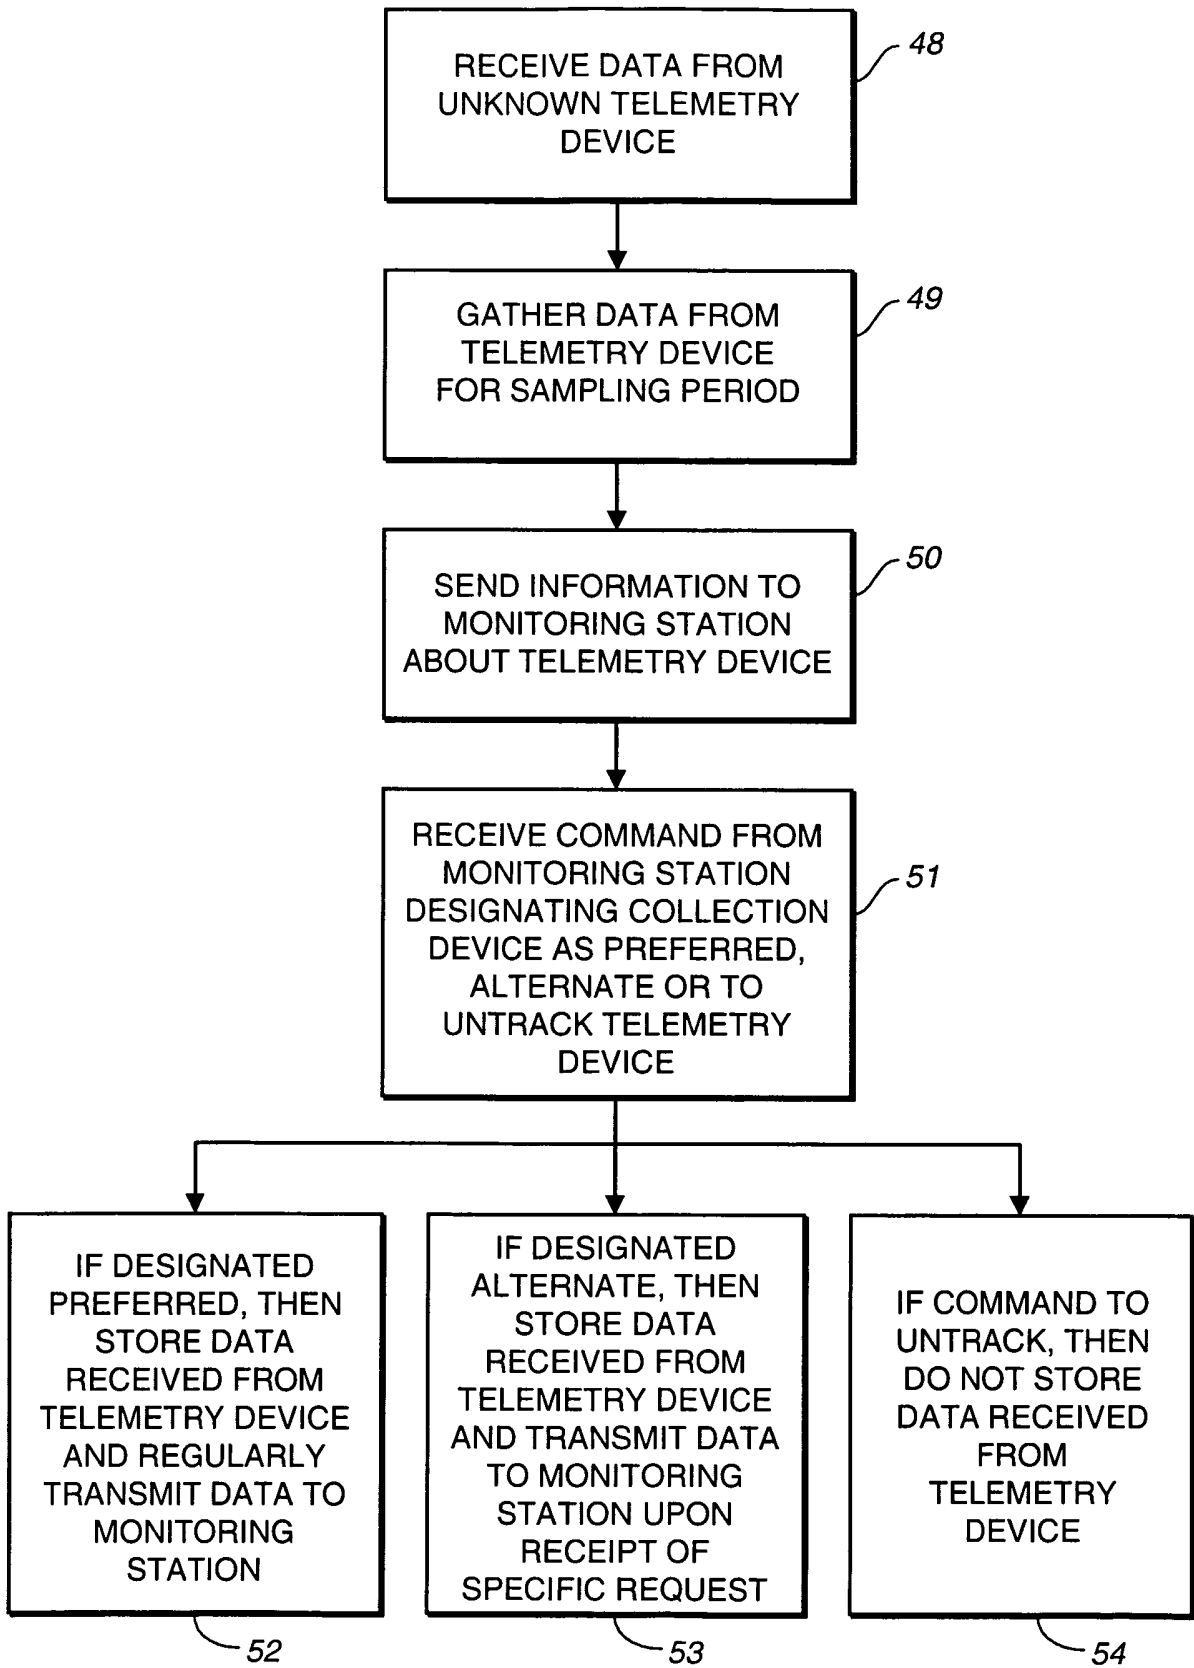 RECEIVE DATA FROM
UNKNOWN TELEMETRY
DEVICE
48
GATHER DATA FROM
TELEMETRY DEVICE
FOR SAMPLING PERIOD
49
SEND INFORMATION TO
MONITORING STATION
ABOUT TELEMETRY DEVICE
50
RECEIVE COMMAND FROM
MONITORING STATION
DESIGNATING COLLECTION
DEVICE AS PREFERRED,
ALTERNATE OR TO
UNTRACK TELEMETRY
DEVICE
51
IF DESIGNATED
PREFERRED, THEN
STORE DATA
RECEIVED FROM
TELEMETRY DEVICE
AND REGULARLY
TRANSMIT DATA TO
MONITORING
STATION
52
IF DESIGNATED
ALTERNATE, THEN
STORE DATA
RECEIVED FROM
TELEMETRY DEVICE
AND TRANSMIT DATA
TO MONITORING
STATION UPON
RECEIPT OF
SPECIFIC REQUEST
53
IF COMMAND TO
UNTRACK, THEN
DO NOT STORE
DATA RECEIVED
FROM
TELEMETRY
DEVICE
54